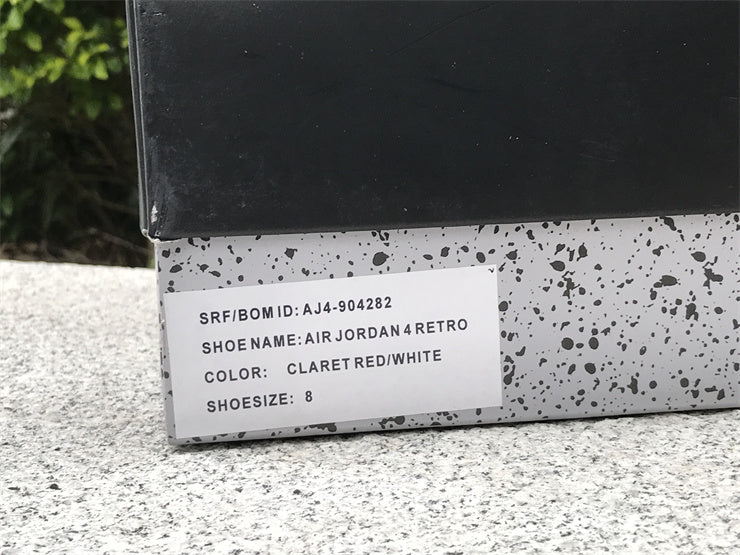 SRF/BOM ID: AJ4-904282
SHOE NAME: AIR JORDAN 4 RETRO
COLOR: CLARET RED/WHITE
SHOESIZE: 8